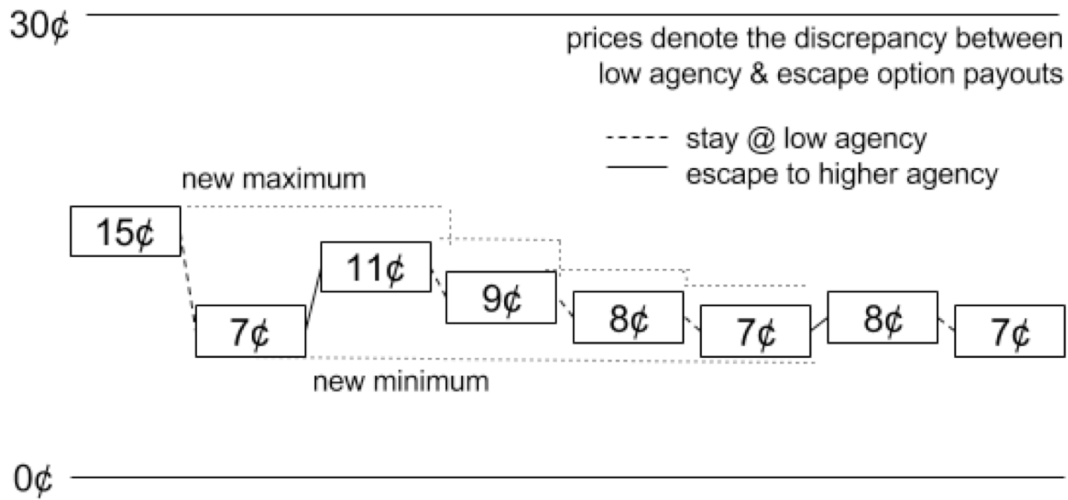 30¢
prices denote the discrepancy between
low agency & escape option payouts
stay @ low agency
escape to higher agency
new maximum
15¢
7¢
11¢
9¢
8¢
7¢
8¢
7¢
new minimum
0¢